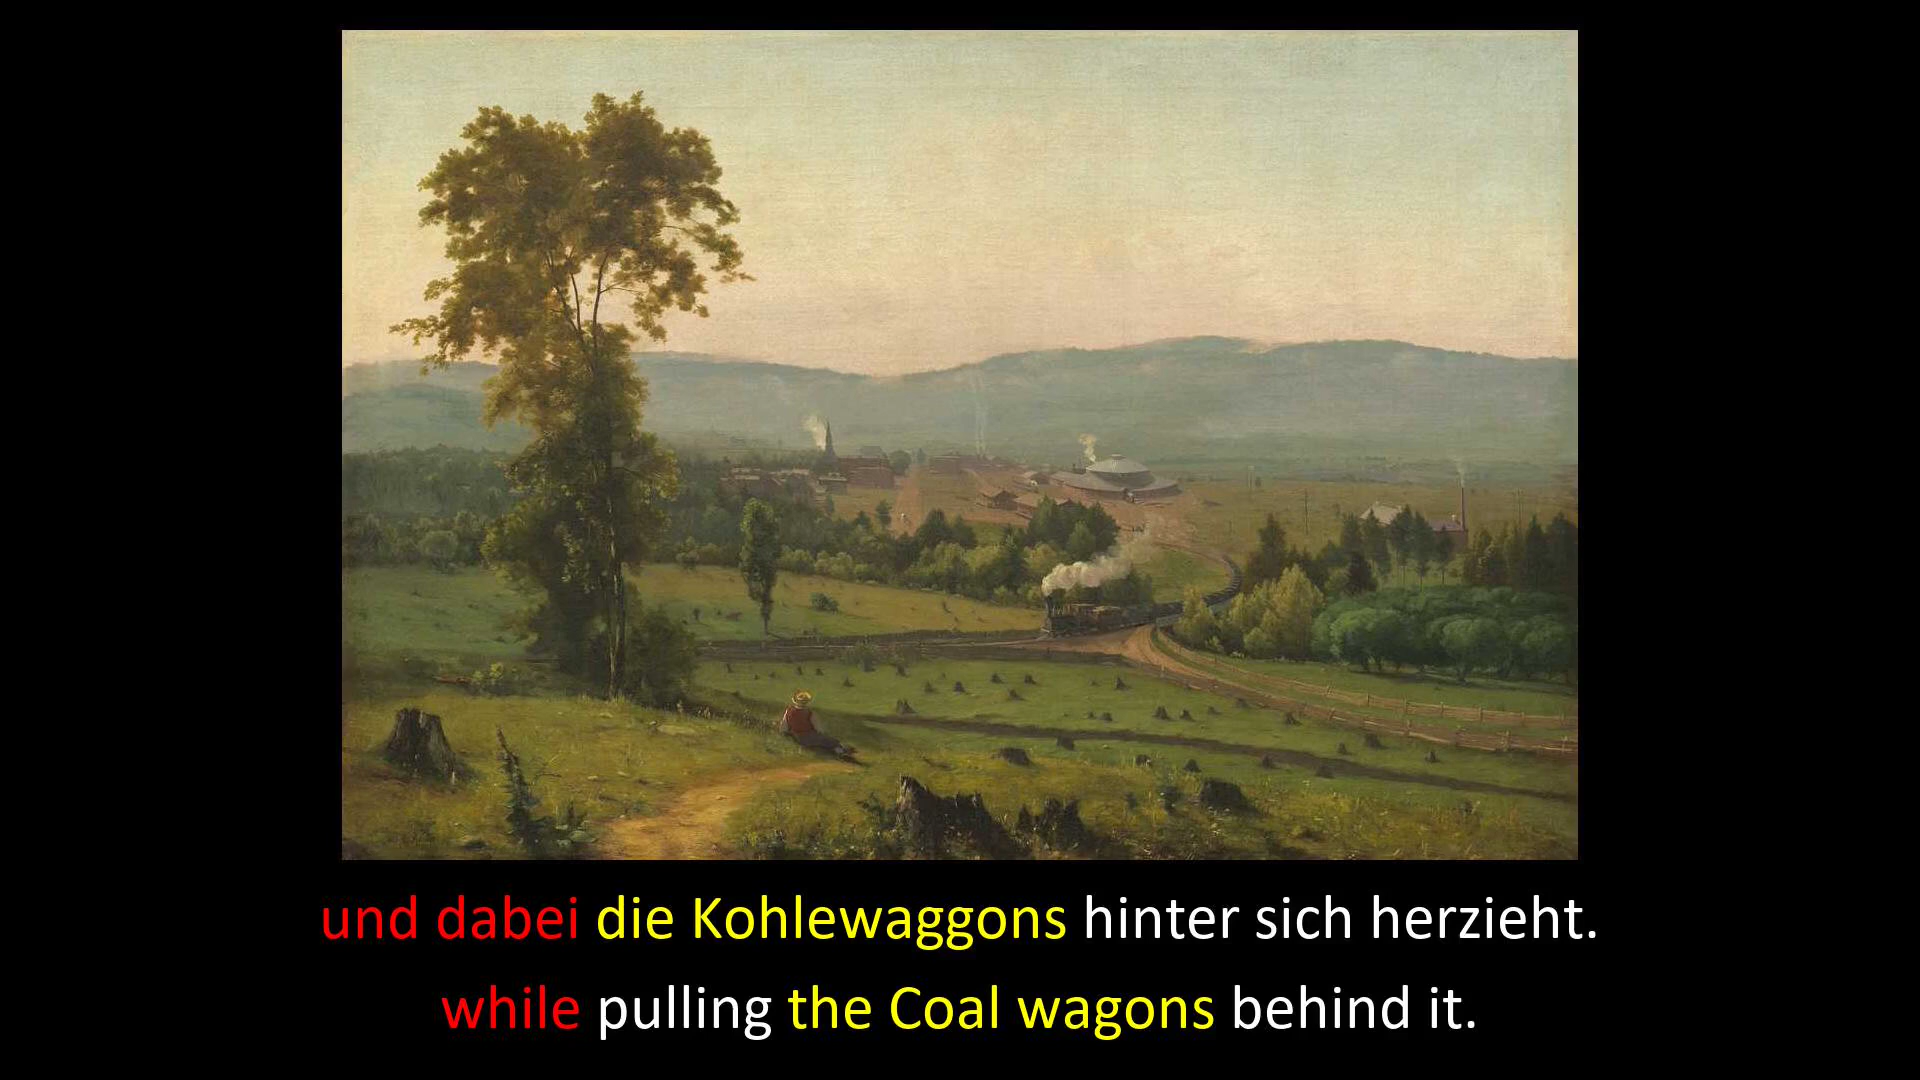 und dabei die Kohlewaggons hinter sich herzieht.
while pulling the Coal wagons behind it.